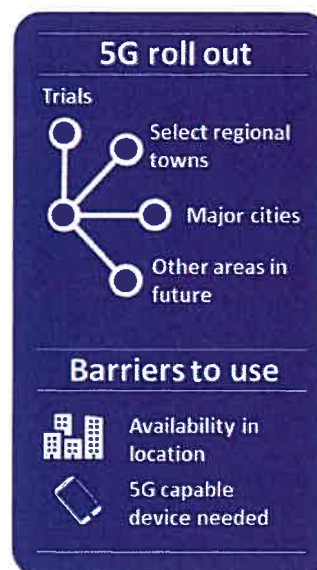 5G roll out
Trials
Select regional
towns
Major cities
Other areas in
future
Barriers to use
Availability in
location
5G capable
device needed